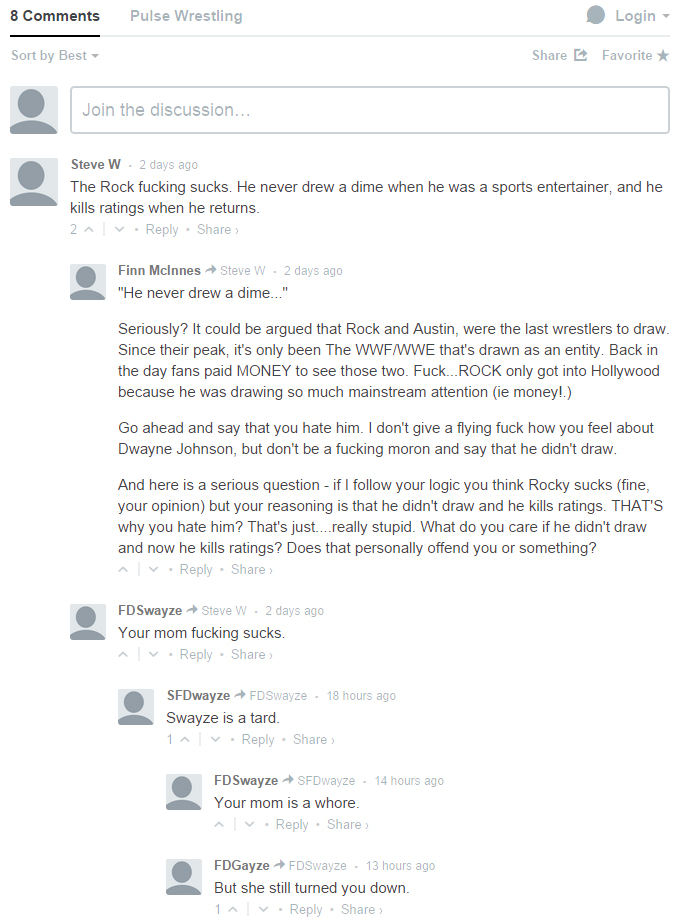 8 Comments Pulse Wrestling Login
Sort by Best Share Favorite
Join the discussion...
Steve W · 2 days ago
The Rock fucking sucks. He never drew a dime when he was a sports entertainer, and he
kills ratings when he returns.
2 | · Reply · Share ›
Finn McInnes Steve W · 2 days ago
"He never drew a dime..."
Seriously? It could be argued that Rock and Austin, were the last wrestlers to draw.
Since their peak, it's only been The WWF/WWE that's drawn as an entity. Back in
the day fans paid MONEY to see those two. Fuck...ROCK only got into Hollywood
because he was drawing so much mainstream attention (ie money!.)
Go ahead and say that you hate him. I don't give a flying fuck how you feel about
Dwayne Johnson, but don't be a fucking moron and say that he didn't draw.
And here is a serious question - if I follow your logic you think Rocky sucks (fine,
your opinion) but your reasoning is that he didn't draw and he kills ratings. THAT'S
why you hate him? That's just....really stupid. What do you care if he didn't draw
and now he kills ratings? Does that personally offend you or something?
| · Reply · Share ›
FDSwayze Steve W · 2 days ago
Your mom fucking sucks.
| · Reply · Share ›
SFDwayze FDSwayze · 18 hours ago
Swayze is a tard.
1 | · Reply · Share ›
FDSwayze SFDwayze · 14 hours ago
Your mom is a whore.
| · Reply · Share ›
FDGayze FDSwayze · 13 hours ago
But she still turned you down.
1 | · Reply · Share ›